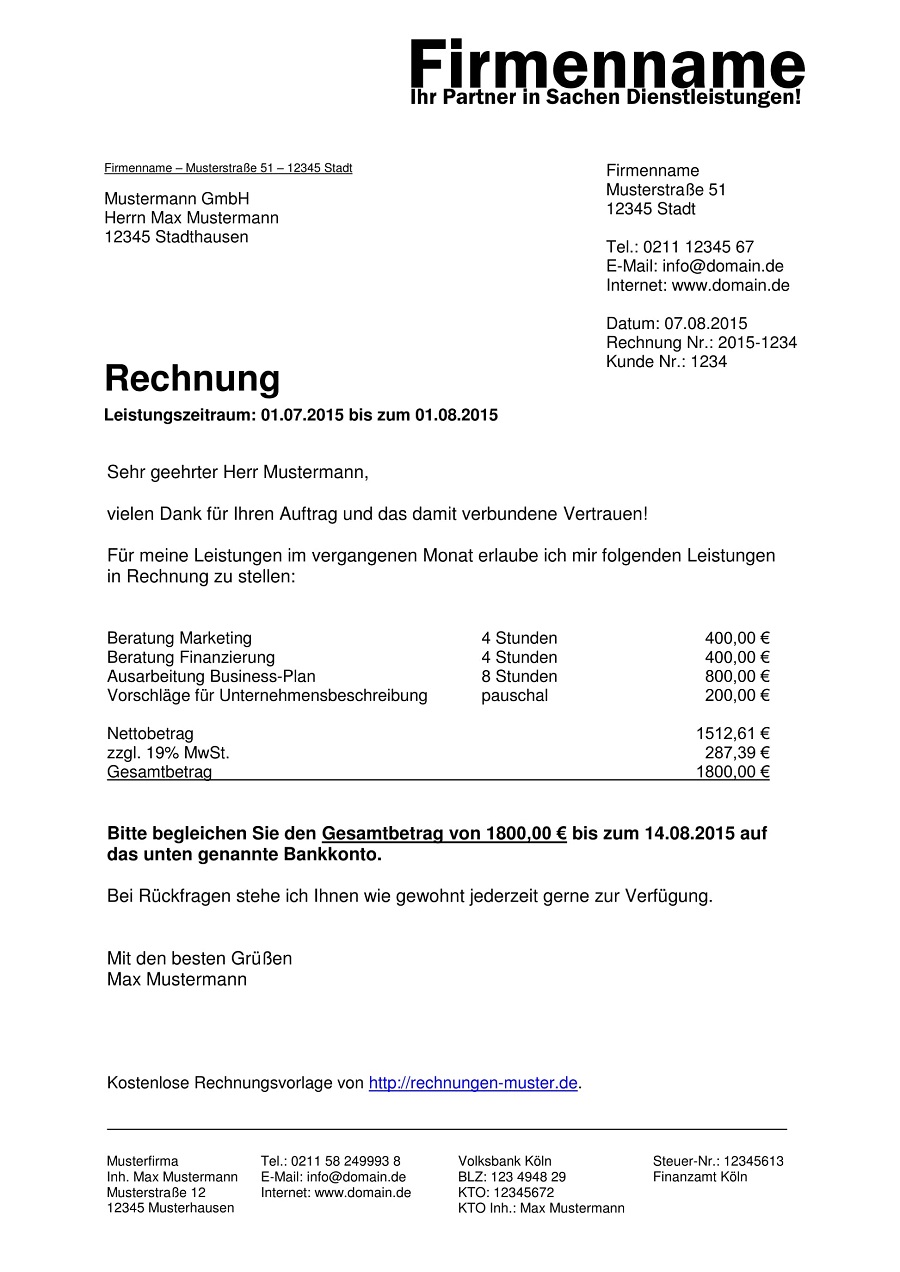 Firmenname
Ihr Partner in Sachen Dienstleistungen!
Firmenname – Musterstraße 51 – 12345 Stadt
Mustermann GmbH
Herrn Max Mustermann
12345 Stadthausen
Firmenname
Musterstraße 51
12345 Stadt
Tel.: 0211 12345 67
E-Mail: info@domain.de
Internet: www.domain.de
Datum: 07.08.2015
Rechnung Nr.: 2015-1234
Kunde Nr.: 1234
Rechnung
Leistungszeitraum: 01.07.2015 bis zum 01.08.2015
Sehr geehrter Herr Mustermann,
vielen Dank für Ihren Auftrag und das damit verbundene Vertrauen!
Für meine Leistungen im vergangenen Monat erlaube ich mir folgenden Leistungen
in Rechnung zu stellen:
Beratung Marketing 4 Stunden 400,00 €
Beratung Finanzierung 4 Stunden 400,00 €
Ausarbeitung Business-Plan 8 Stunden 800,00 €
Vorschläge für Unternehmensbeschreibung pauschal 200,00 €
Nettobetrag 1512,61 €
zzgl. 19% MwSt. 287,39 €
Gesamtbetrag 1800,00 €
Bitte begleichen Sie den Gesamtbetrag von 1800,00 € bis zum 14.08.2015 auf
das unten genannte Bankkonto.
Bei Rückfragen stehe ich Ihnen wie gewohnt jederzeit gerne zur Verfügung.
Mit den besten Grüßen
Max Mustermann
Kostenlose Rechnungsvorlage von http://rechnungen-muster.de.
Musterfirma
Inh. Max Mustermann
Musterstraße 12
12345 Musterhausen
Tel.: 0211 58 249993 8
E-Mail: info@domain.de
Internet: www.domain.de
Volksbank Köln
BLZ: 123 4948 29
KTO: 12345672
KTO Inh.: Max Mustermann
Steuer-Nr.: 12345613
Finanzamt Köln